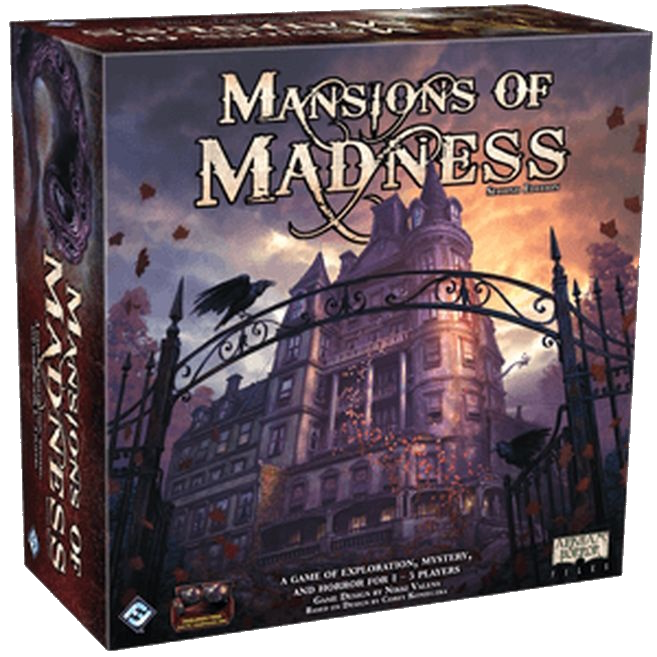 MANSIONS OF
MADNESS
SECOND EDITION
A GAME OF EXPLORATION, MYSTERY,
AND HORROR FOR 1 – 5 PLAYERS
GAME DESIGN BY NIKKI VALENS
BASED ON DESIGN BY COREY KONIECZKA
ARKHAM
HORROR
FILES
MANSIONS OF
MADNESS